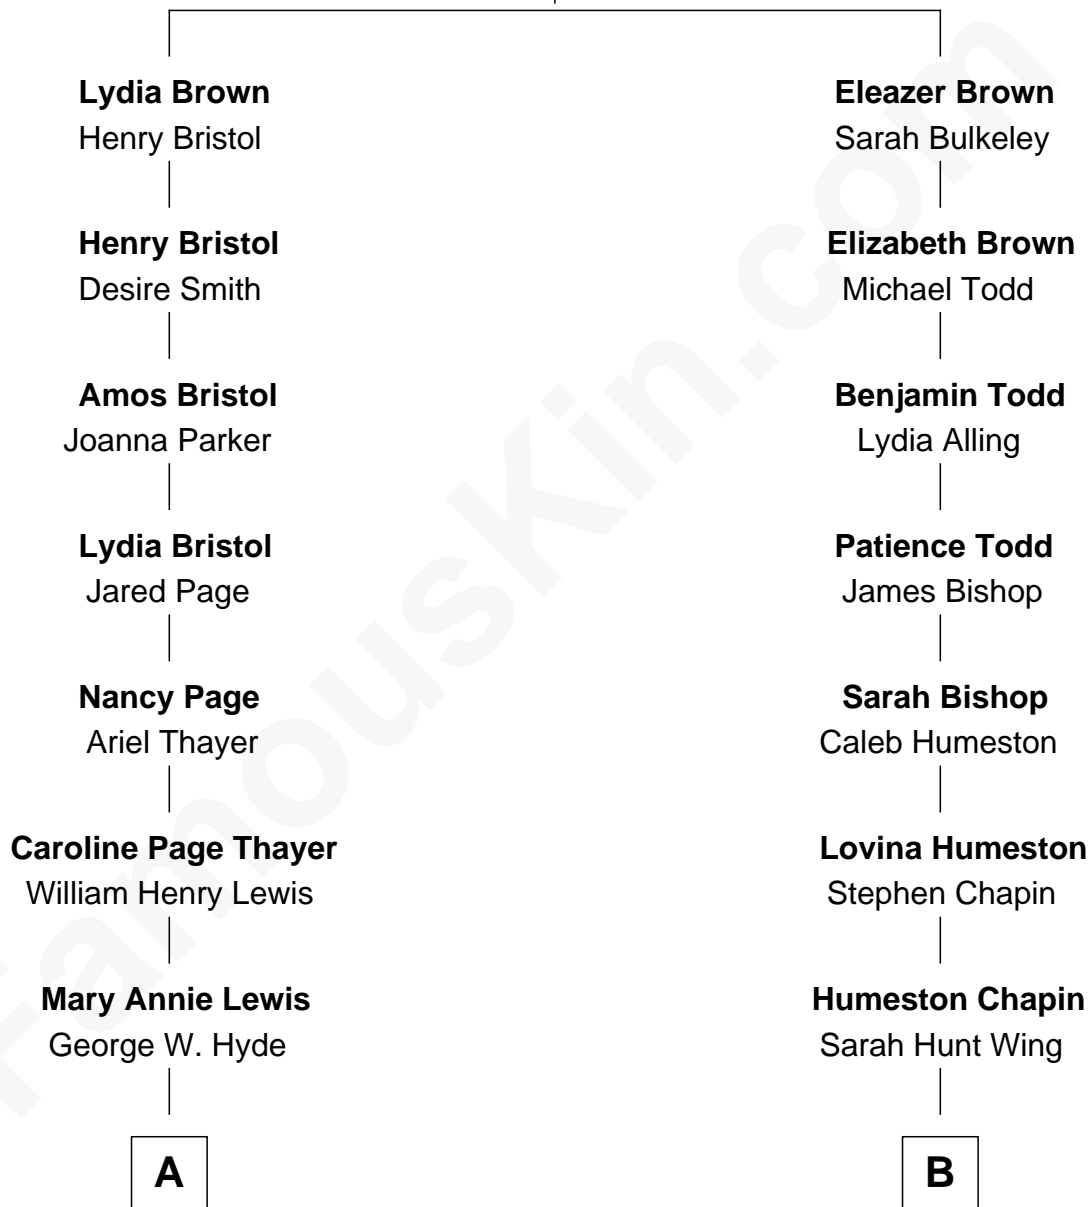 Lydia Brown
Henry Bristol
Eleazer Brown
Sarah Bulkeley
Henry Bristol
Desire Smith
Elizabeth Brown
Michael Todd
Amos Bristol
Joanna Parker
Benjamin Todd
Lydia Alling
Lydia Bristol
Jared Page
Patience Todd
James Bishop
Nancy Page
Ariel Thayer
Sarah Bishop
Caleb Humeston
Caroline Page Thayer
William Henry Lewis
Lovina Humeston
Stephen Chapin
Mary Annie Lewis
George W. Hyde
Humeston Chapin
Sarah Hunt Wing
A
B
FamousKin.com